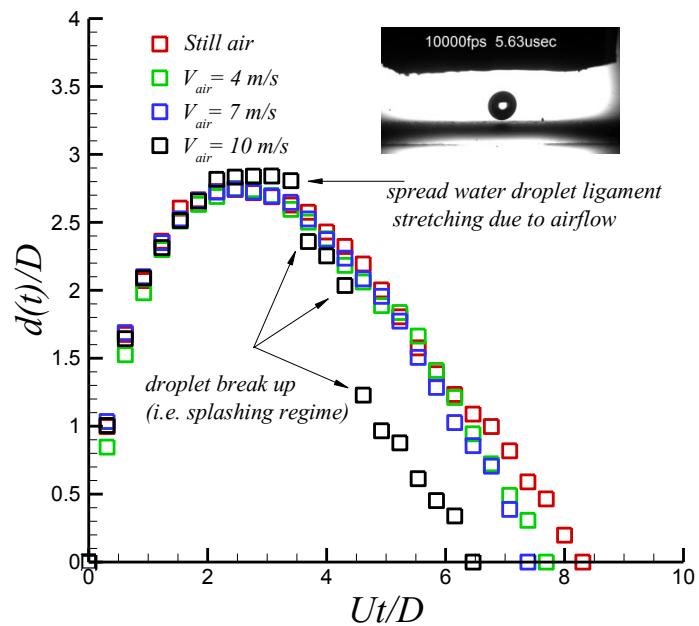 4
3.5
3
2.5
2
1.5
1
0.5
0
d(t)/D
Still air
V_air= 4 m/s
V_air= 7 m/s
V_air= 10 m/s
10000fps 5.63usec
spread water droplet ligament
stretching due to airflow
droplet break up
(i.e. splashing regime)
0 2 4 6 8 10
Ut/D